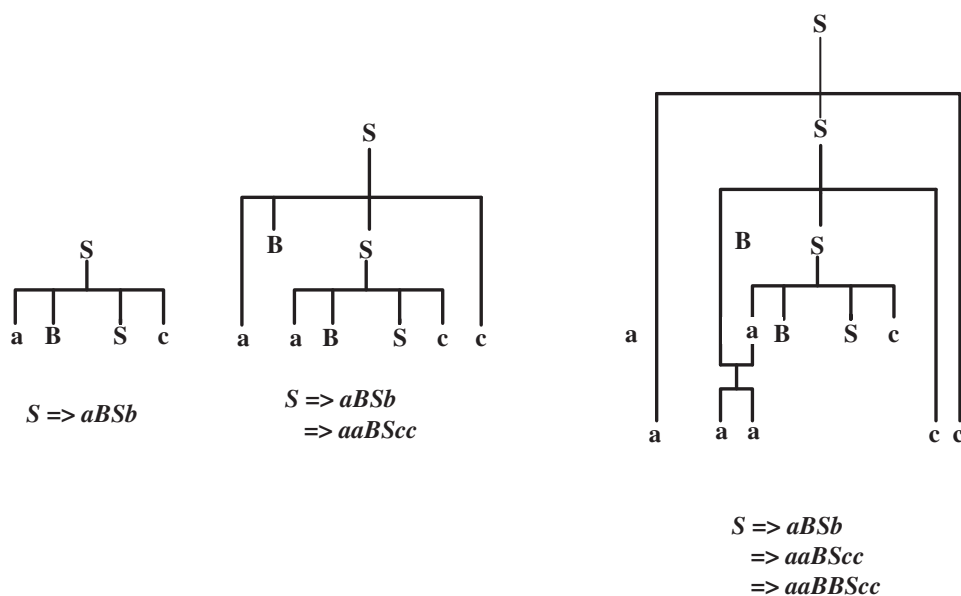 S
a B S c
S => aBSb
S
B S
a a B S c c
S => aBSb
=> aaBScc
S
S
B S
a a B S c
a a a c c
S => aBSb
=> aaBScc
=> aaBBScc